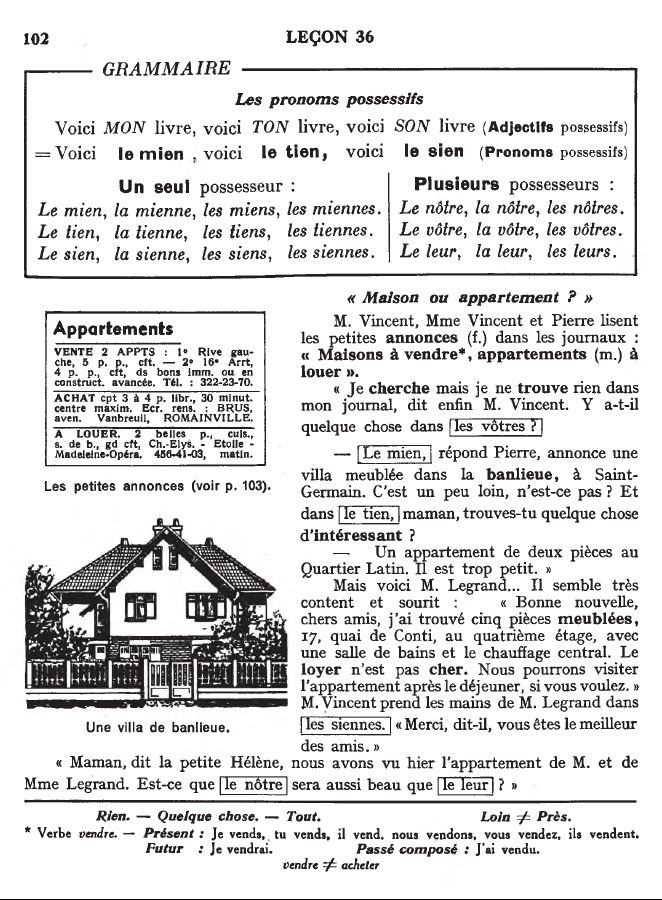 102
LEÇON 36
GRAMMAIRE
Les pronoms possessifs
Voici MON livre, voici TON livre, voici SON livre (Adjectifs possessifs)
= Voici le mien , voici le tien, voici le sien (Pronoms possessifs)
Un seul possesseur :
Le mien, la mienne, les miens, les miennes.
Le tien, la tienne, les tiens, les tiennes.
Le sien, la sienne, les siens, les siennes.
Plusieurs possesseurs :
Le nôtre, la nôtre, les nôtres.
Le vôtre, la vôtre, les vôtres.
Le leur, la leur, les leurs.
Appartements
VENTE 2 APPTS : 1° Rive gau-
che, 5 p. p., cft. — 2° 16e Arrt,
4 p. p., cft, ds bons imm. ou en
construct. avancée. Tél. : 322-23-70.
ACHAT cpt 3 à 4 p. libr., 30 minut.
centre maxim. Ecr. rens. : BRUS,
aven. Vanbreuil, ROMAINVILLE.
A LOUER. 2 belles p., cuis.,
s. de b., gd cft, Ch.-Elys. - Etoile -
Madeleine-Opéra. 456-41-03, matin.
Les petites annonces (voir p. 103).
Une villa de banlieue.
« Maison ou appartement ? »
M. Vincent, Mme Vincent et Pierre lisent
les petites annonces (f.) dans les journaux :
« Maisons à vendre*, appartements (m.) à
louer ».
« Je cherche mais je ne trouve rien dans
mon journal, dit enfin M. Vincent. Y a-t-il
quelque chose dans les vôtres ?
— Le mien, répond Pierre, annonce une
villa meublée dans la banlieue, à Saint-
Germain. C'est un peu loin, n'est-ce pas ? Et
dans le tien, maman, trouves-tu quelque chose
d'intéressant ?
— Un appartement de deux pièces au
Quartier Latin. Il est trop petit. »
Mais voici M. Legrand... Il semble très
content et sourit : « Bonne nouvelle,
chers amis, j'ai trouvé cinq pièces meublées,
17, quai de Conti, au quatrième étage, avec
une salle de bains et le chauffage central. Le
loyer n'est pas cher. Nous pourrons visiter
l'appartement après le déjeuner, si vous voulez. »
M. Vincent prend les mains de M. Legrand dans
les siennes. « Merci, dit-il, vous êtes le meilleur
des amis. »
« Maman, dit la petite Hélène, nous avons vu hier l'appartement de M. et de
Mme Legrand. Est-ce que le nôtre sera aussi beau que le leur ? »
Rien. — Quelque chose. — Tout. Loin ≠ Près.
* Verbe vendre. — Présent : Je vends, tu vends, il vend, nous vendons, vous vendez, ils vendent.
Futur : Je vendrai. Passé composé : J'ai vendu.
vendre ≠ acheter